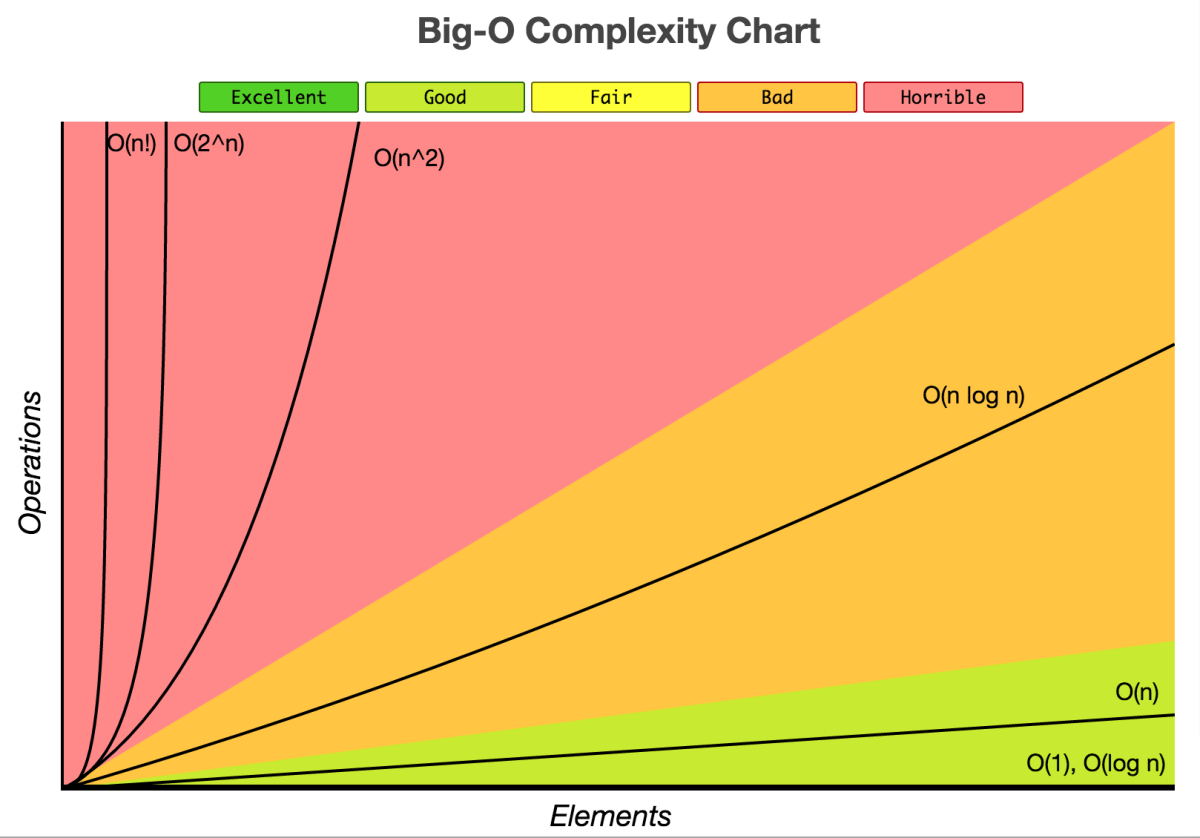 Big-O Complexity Chart
Excellent
Good
Fair
Bad
Horrible
O(n!)
O(2^n)
O(n^2)
O(n log n)
O(n)
O(1), O(log n)
Operations
Elements